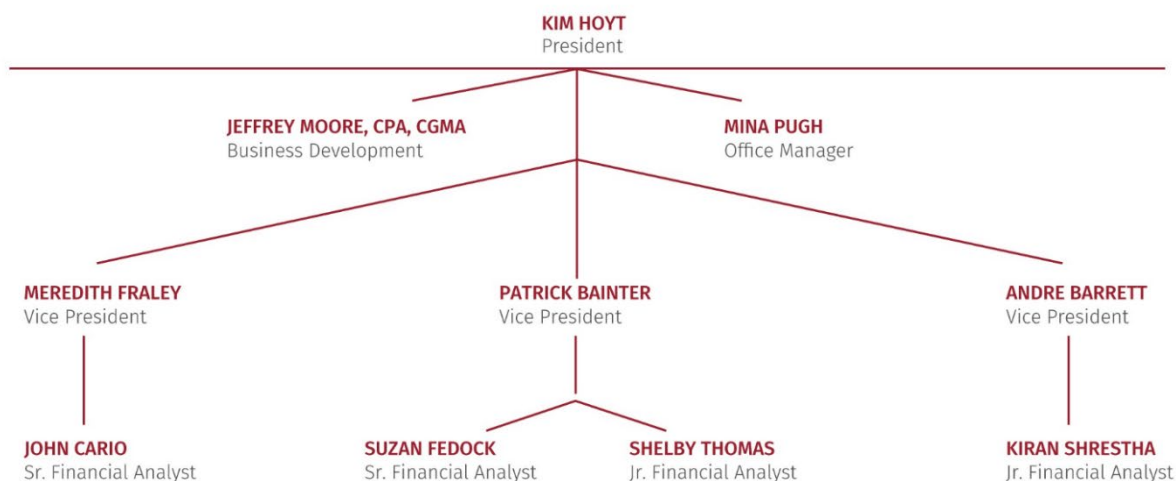 KIM HOYT
President
JEFFREY MOORE, CPA, CGMA
Business Development
MINA PUGH
Office Manager
MEREDITH FRALEY
Vice President
PATRICK BAINTER
Vice President
ANDRE BARRETT
Vice President
JOHN CARIO
Sr. Financial Analyst
SUZAN FEDOCK
Sr. Financial Analyst
SHELBY THOMAS
Jr. Financial Analyst
KIRAN SHRESTHA
Jr. Financial Analyst